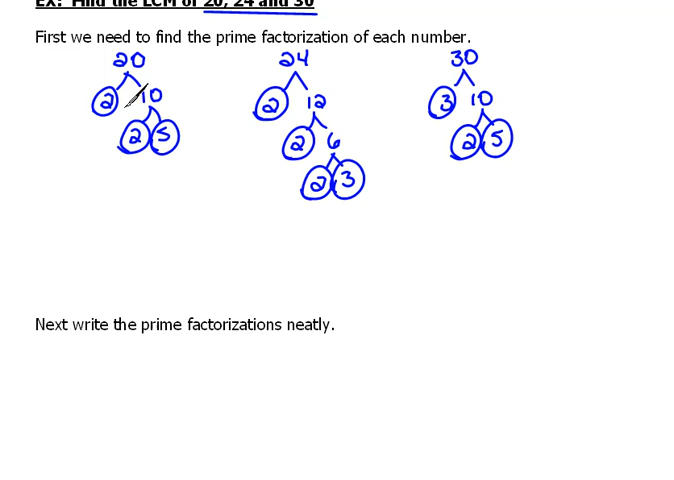 EX: Find the LCM of 20, 24 and 30
First we need to find the prime factorization of each number.
20 24 30
2 10 2 12 3 10
2 5 2 6 2 5
2 3
Next write the prime factorizations neatly.